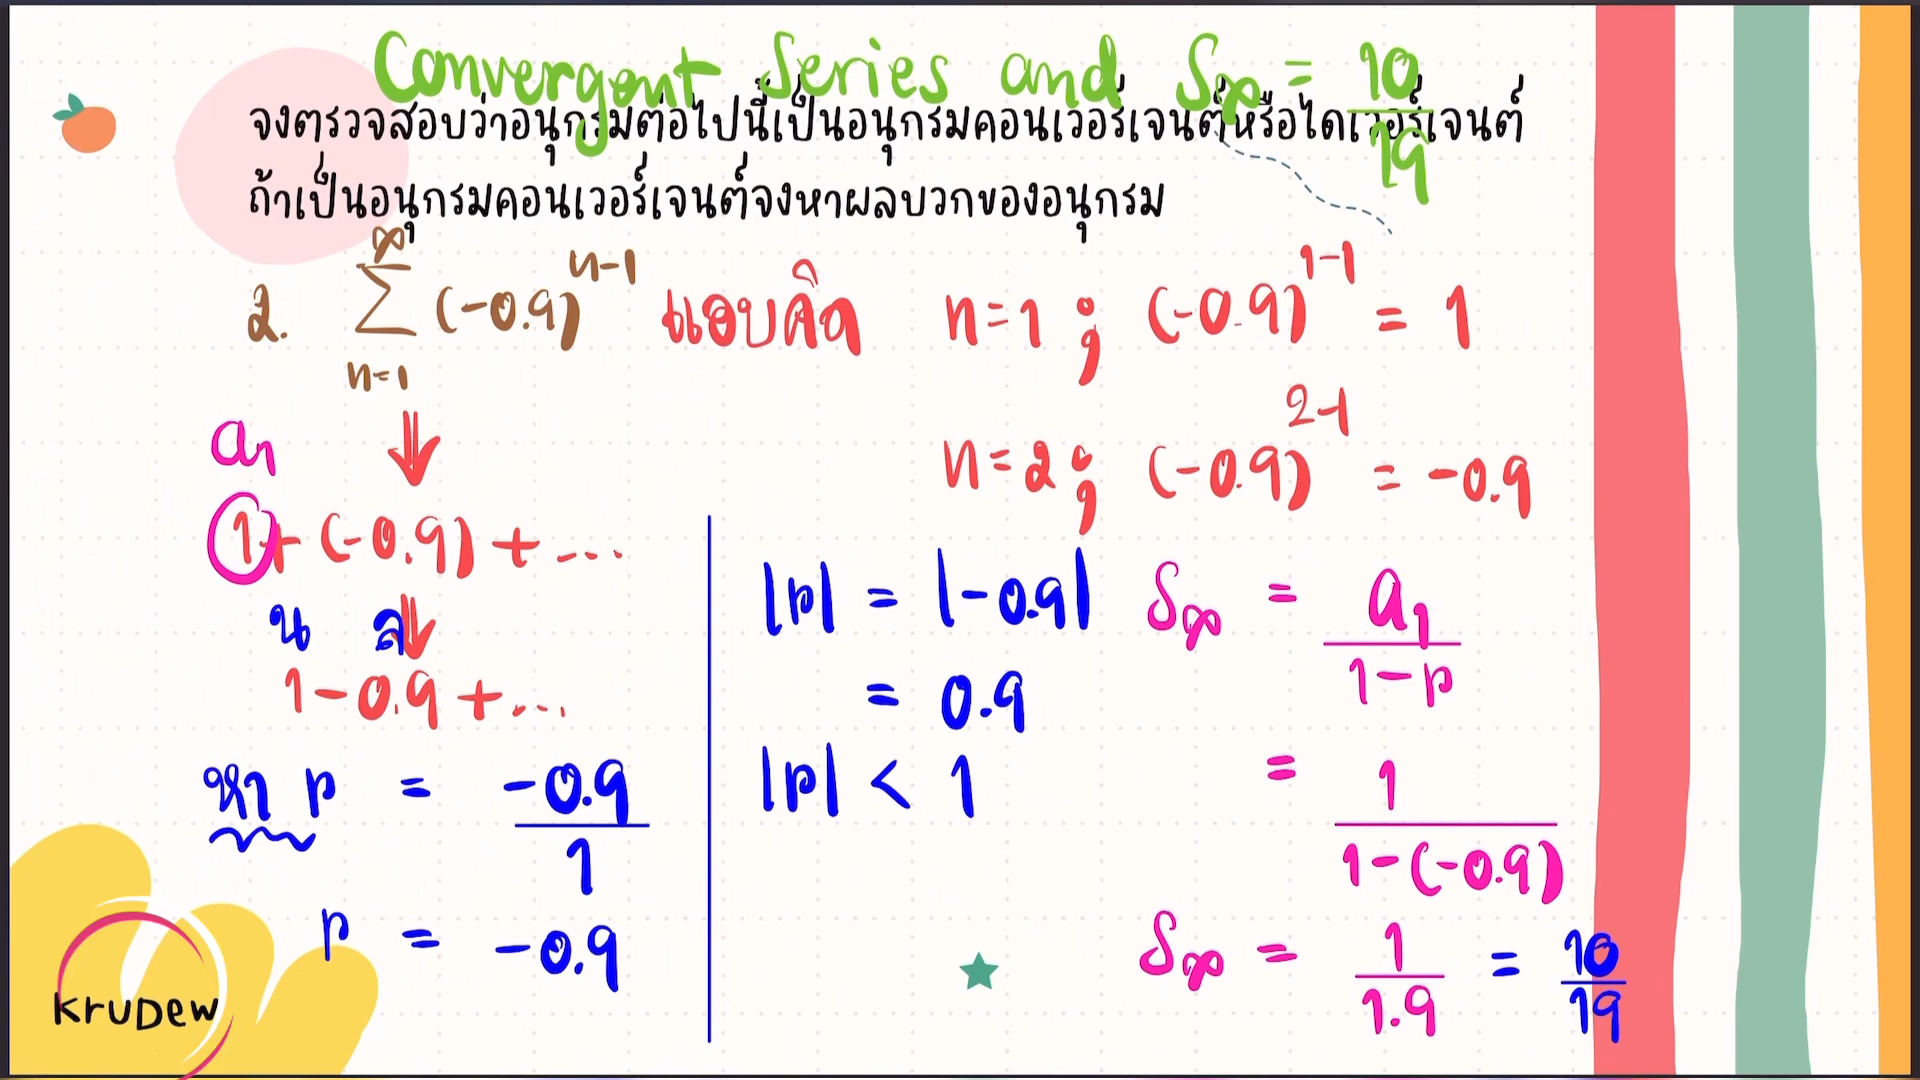 Convergent Series and S∞ = 10/19
จงตรวจสอบว่าอนุกรมต่อไปนี้เป็นอนุกรมคอนเวอร์เจนต์หรือไดเวอร์เจนต์
ถ้าเป็นอนุกรมคอนเวอร์เจนต์จงหาผลบวกของอนุกรม
2. ∞ Σ n=1 (-0.9)^(n-1) แอบคิด n=1 ; (-0.9)^(1-1) = 1
n=2 ; (-0.9)^(2-1) = -0.9
a1
1+(-0.9)+...
น ล
1-0.9+...
หา r = -0.9/1
r = -0.9
|r| = |-0.9|
= 0.9
|r| < 1
S∞ = a1/(1-r)
= 1/(1-(-0.9))
S∞ = 1/1.9 = 10/19
KRUDEW